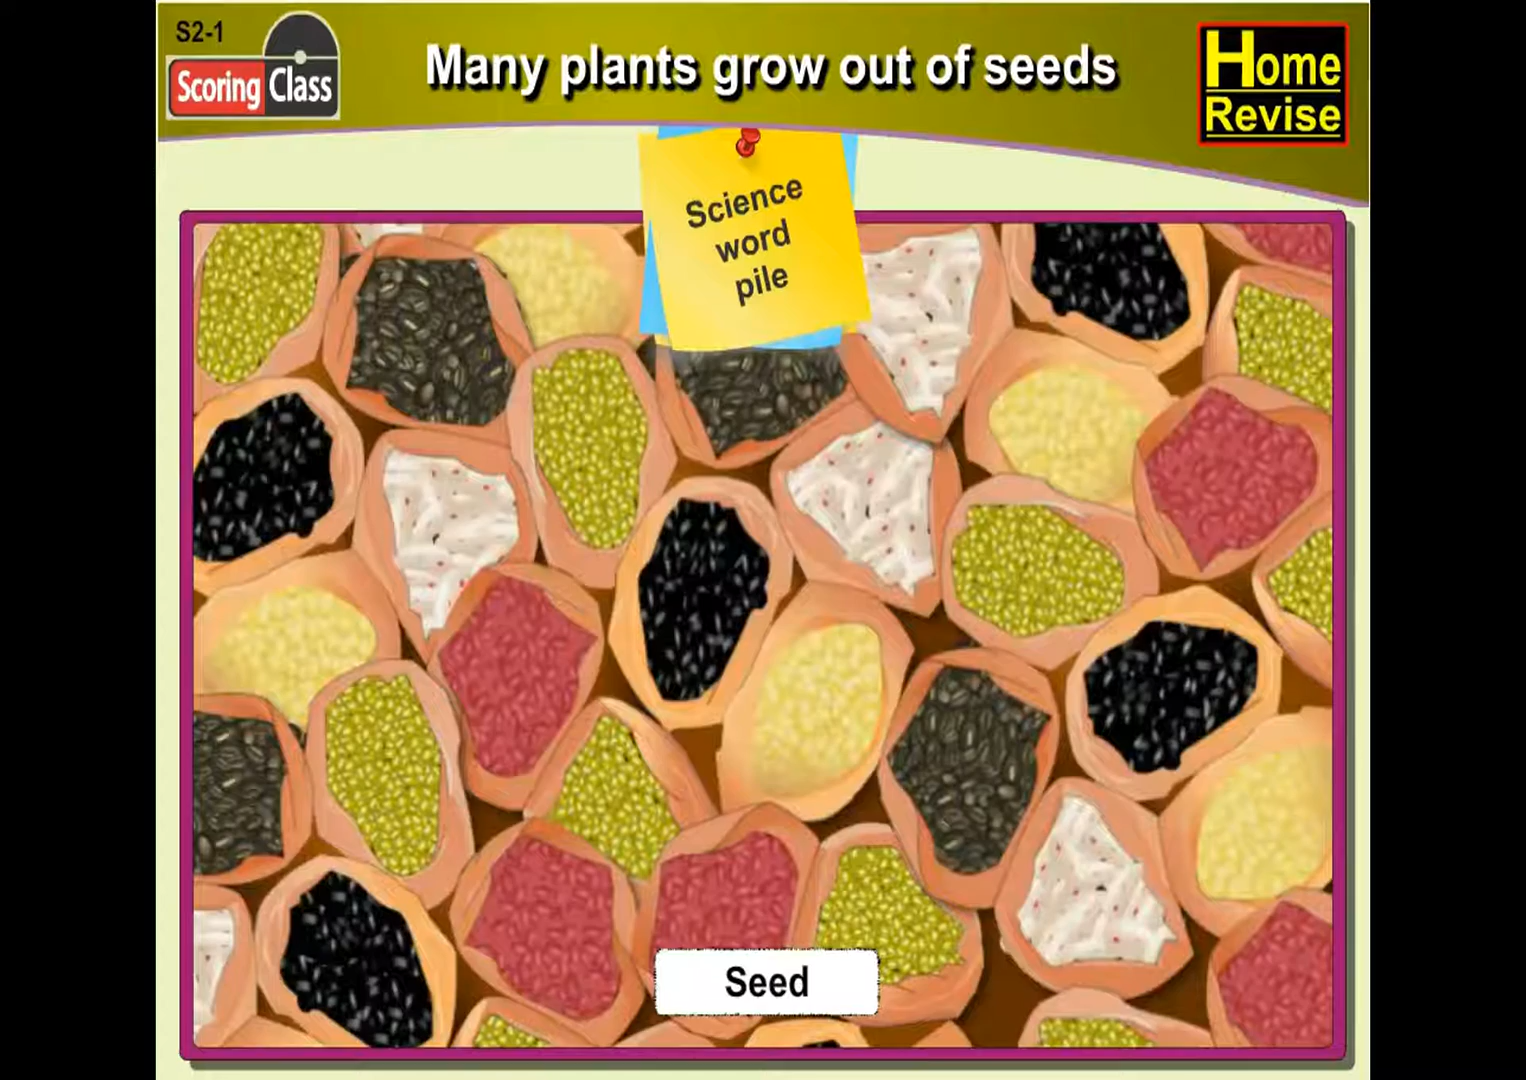 S2-1
Scoring Class
Many plants grow out of seeds
Home
Revise
Science
word
pile
Seed